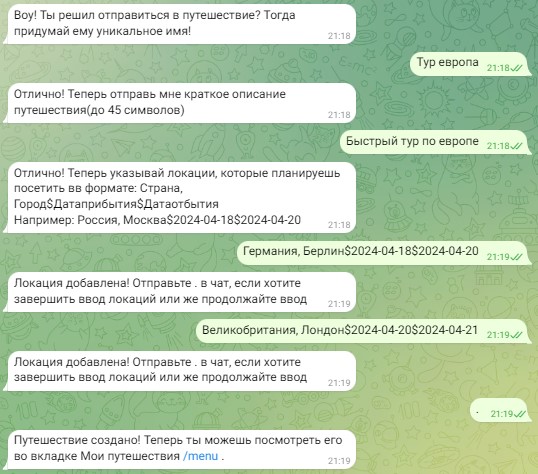 Воу! Ты решил отправиться в путешествие? Тогда
придумай ему уникальное имя!
21:18
Тур европа
21:18
Отлично! Теперь отправь мне краткое описание
путешествия(до 45 символов)
21:18
Быстрый тур по европе
21:18
Отлично! Теперь указывай локации, которые планируешь
посетить вв формате: Страна,
Город$Датаприбытия$Датаотбытия
Например: Россия, Москва$2024-04-18$2024-04-20
21:18
Германия, Берлин$2024-04-18$2024-04-20
21:19
Локация добавлена! Отправьте . в чат, если хотите
завершить ввод локаций или же продолжайте ввод
21:19
Великобритания, Лондон$2024-04-20$2024-04-21
21:19
Локация добавлена! Отправьте . в чат, если хотите
завершить ввод локаций или же продолжайте ввод
21:19
.
21:19
Путешествие создано! Теперь ты можешь посмотреть его
во вкладке Мои путешествия /menu .
21:19